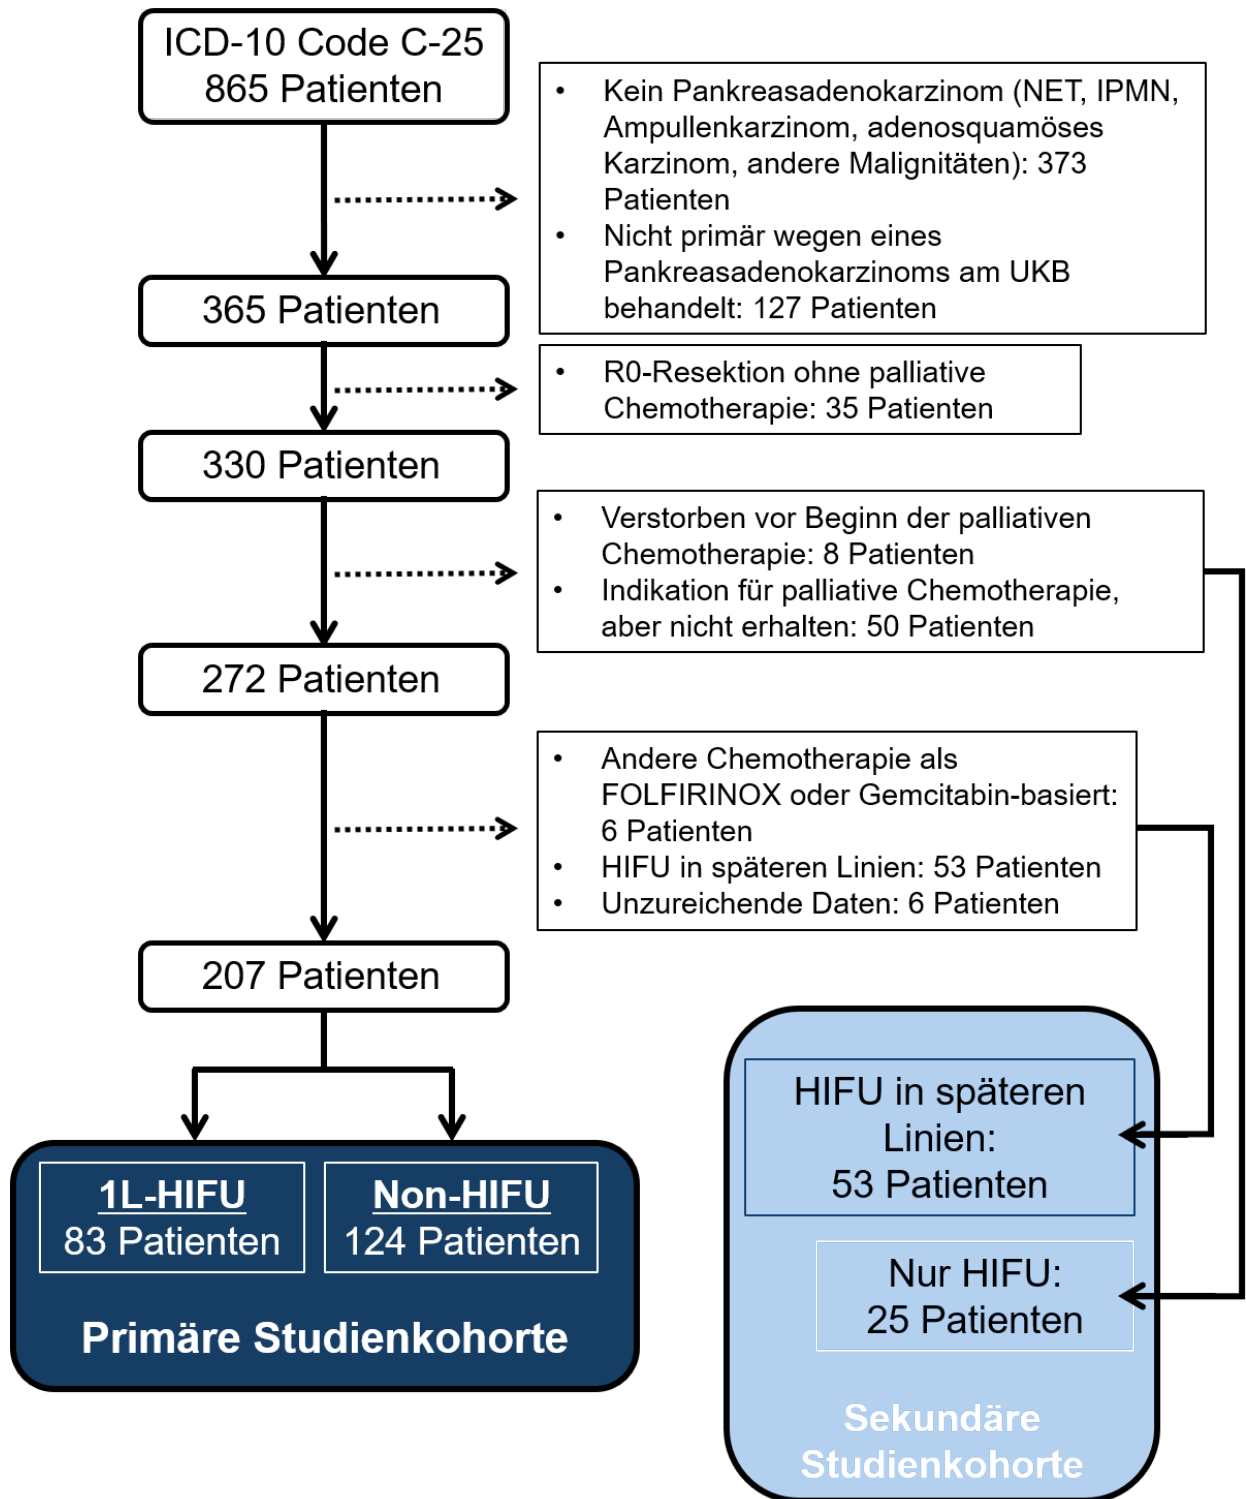 ICD-10 Code C-25
865 Patienten
• Kein Pankreasadenokarzinom (NET, IPMN,
Ampullenkarzinom, adenosquamöses
Karzinom, andere Malignitäten): 373
Patienten
• Nicht primär wegen eines
Pankreasadenokarzinoms am UKB
behandelt: 127 Patienten
365 Patienten
• R0-Resektion ohne palliative
Chemotherapie: 35 Patienten
330 Patienten
• Verstorben vor Beginn der palliativen
Chemotherapie: 8 Patienten
• Indikation für palliative Chemotherapie,
aber nicht erhalten: 50 Patienten
272 Patienten
• Andere Chemotherapie als
FOLFIRINOX oder Gemcitabin-basiert:
6 Patienten
• HIFU in späteren Linien: 53 Patienten
• Unzureichende Daten: 6 Patienten
207 Patienten
1L-HIFU
83 Patienten
Non-HIFU
124 Patienten
Primäre Studienkohorte
HIFU in späteren
Linien:
53 Patienten
Nur HIFU:
25 Patienten
Sekundäre
Studienkohorte